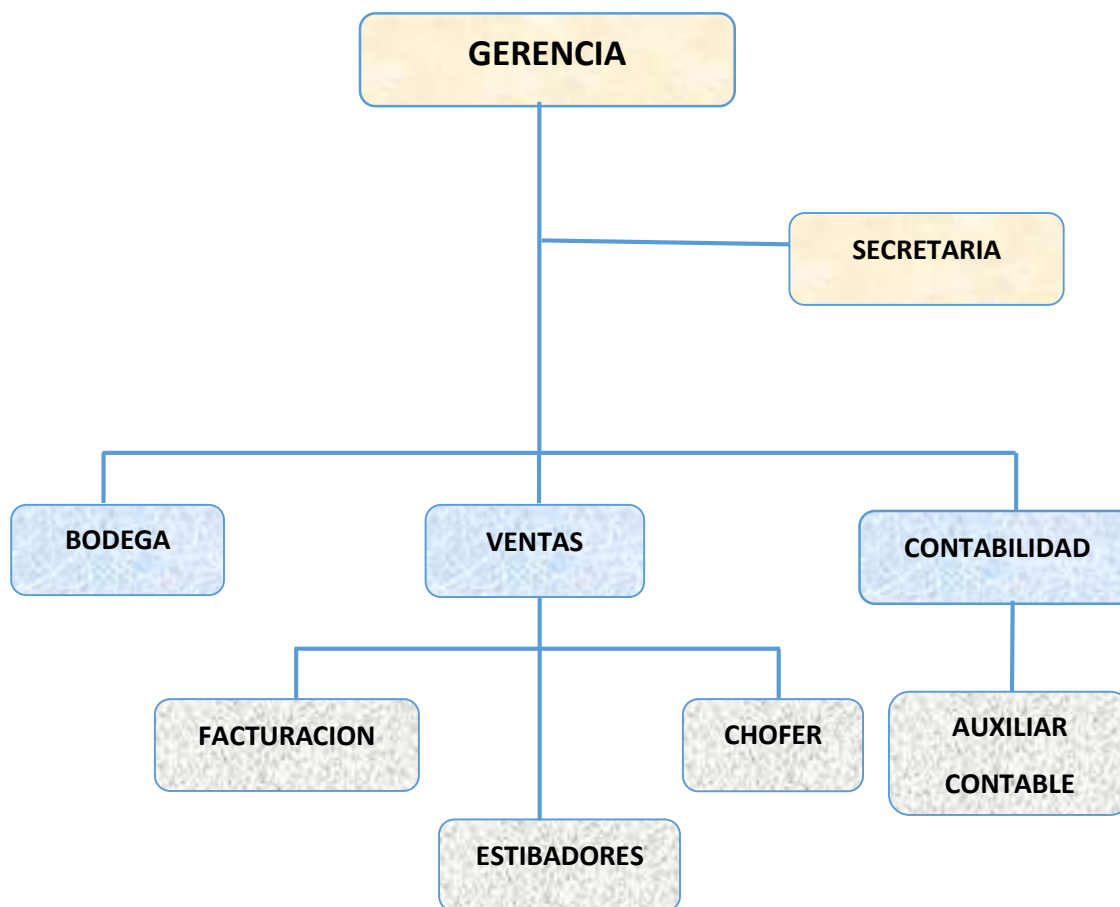 GERENCIA
SECRETARIA
BODEGA
VENTAS
CONTABILIDAD
FACTURACION
CHOFER
AUXILIAR
CONTABLE
ESTIBADORES